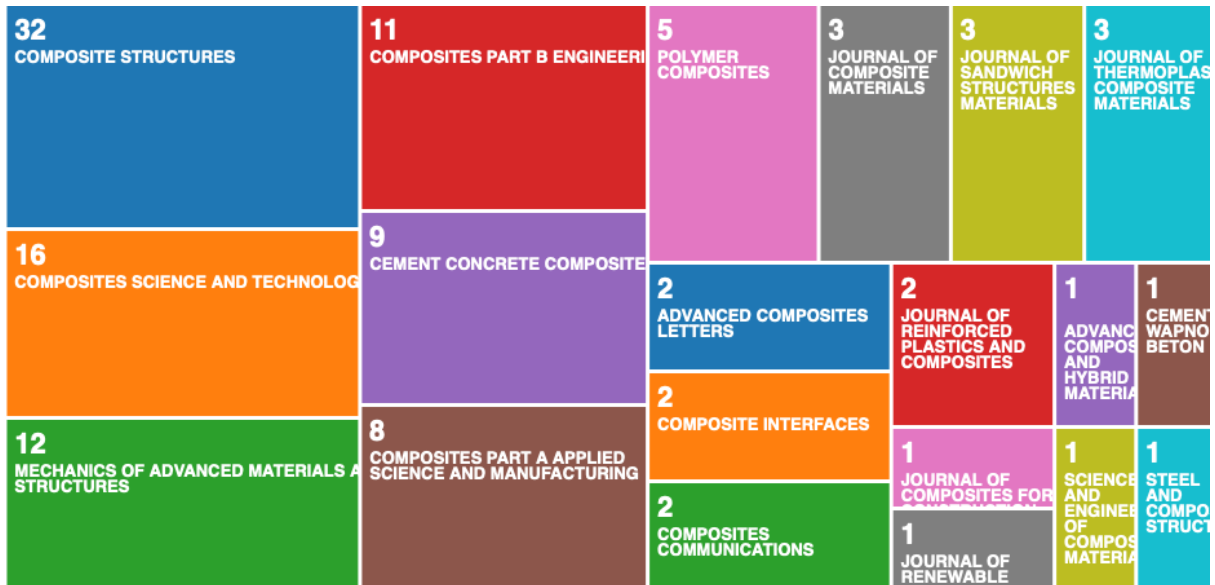 32
COMPOSITE STRUCTURES
16
COMPOSITES SCIENCE AND TECHNOLOG
12
MECHANICS OF ADVANCED MATERIALS A
STRUCTURES
11
COMPOSITES PART B ENGINEERI
9
CEMENT CONCRETE COMPOSITE
8
COMPOSITES PART A APPLIED
SCIENCE AND MANUFACTURING
5
POLYMER
COMPOSITES
3
JOURNAL OF
COMPOSITE
MATERIALS
3
JOURNAL OF
SANDWICH
STRUCTURES
MATERIALS
3
JOURNAL OF
THERMOPLAS
COMPOSITE
MATERIALS
2
ADVANCED COMPOSITES
LETTERS
2
COMPOSITE INTERFACES
2
COMPOSITES
COMMUNICATIONS
2
JOURNAL OF
REINFORCED
PLASTICS AND
COMPOSITES
1
JOURNAL OF
COMPOSITES FOR
CONSTRUCTION
1
JOURNAL OF
RENEWABLE
1
ADVANC
COMPOS
AND
HYBRID
MATERIA
1
CEMENT
WAPNO
BETON
1
SCIENCE
AND
ENGINEE
OF
COMPOS
MATERIA
1
STEEL
AND
COMPO
STRUCT